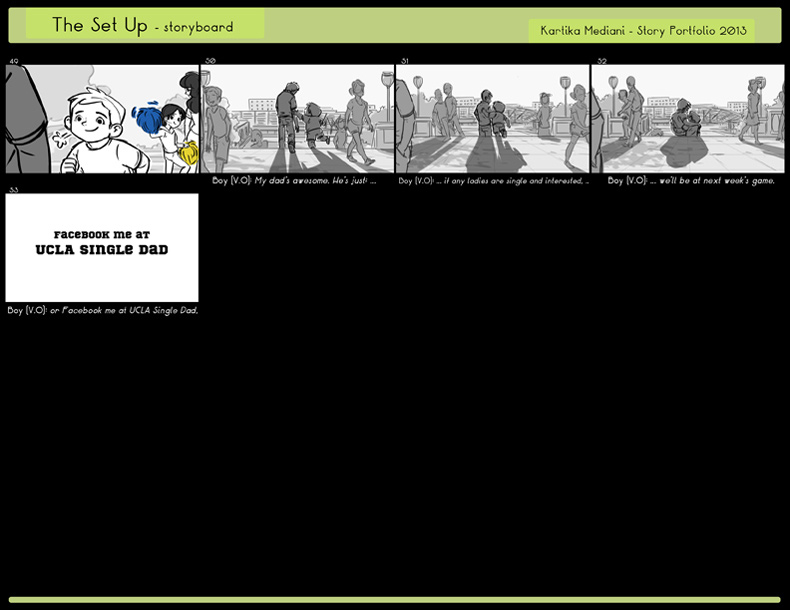 The Set Up - storyboard
Kartika Mediani - Story Portfolio 2013
49
50
51
52
Boy (V.O): My dad's awesome. He's just ...
Boy (V.O): ... if any ladies are single and interested, ..
Boy (V.O): ... we'll be at next week's game.
53
Facebook me at
UCLA Single Dad
Boy (V.O): or Facebook me at UCLA Single Dad.